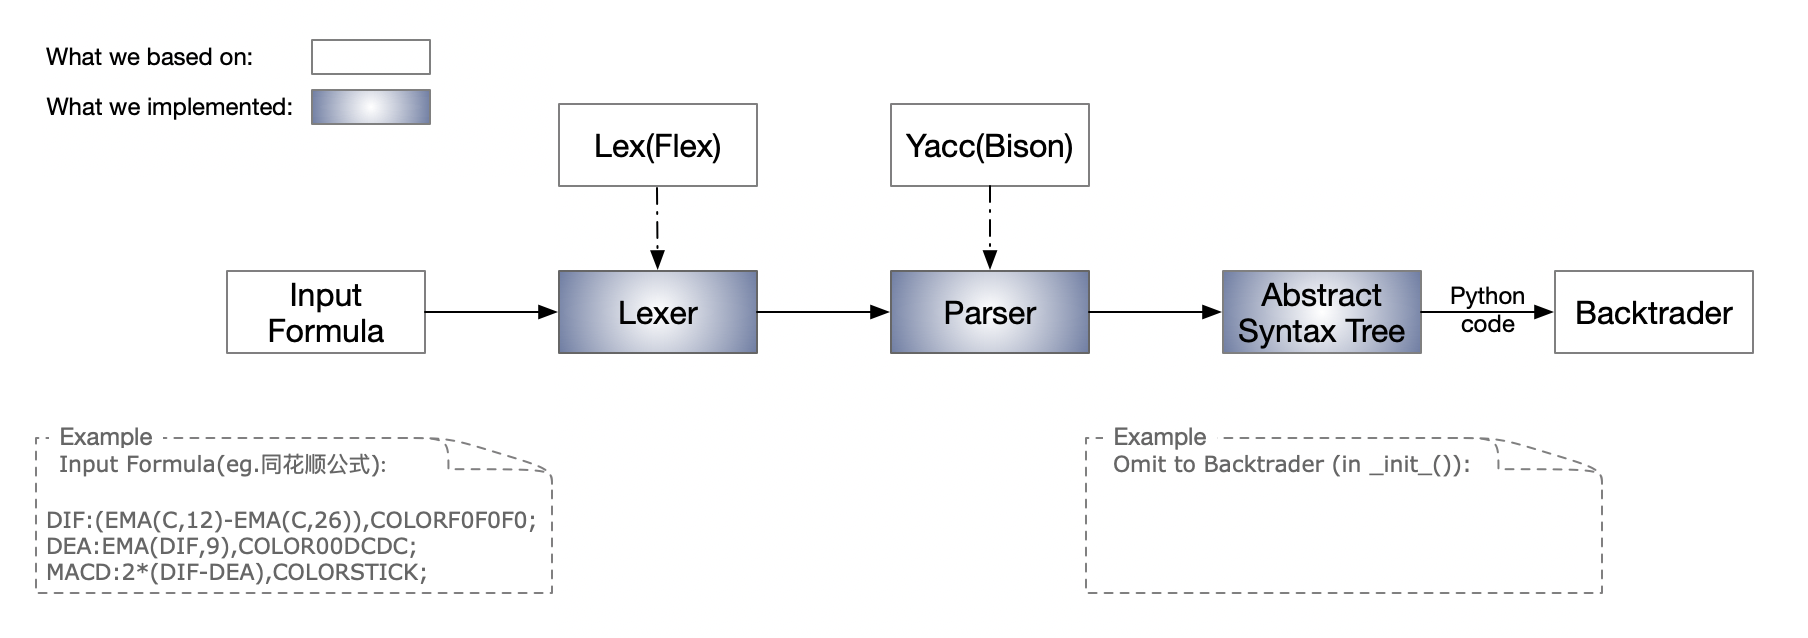 What we based on:
What we implemented:
Lex(Flex)
Yacc(Bison)
Input
Formula
Lexer
Parser
Abstract
Syntax Tree
Python
code
Backtrader
Example
Input Formula(eg.同花顺公式):
DIF:(EMA(C,12)-EMA(C,26)),COLORF0F0F0;
DEA:EMA(DIF,9),COLOR00DCDC;
MACD:2*(DIF-DEA),COLORSTICK;
Example
Omit to Backtrader (in _init_()):